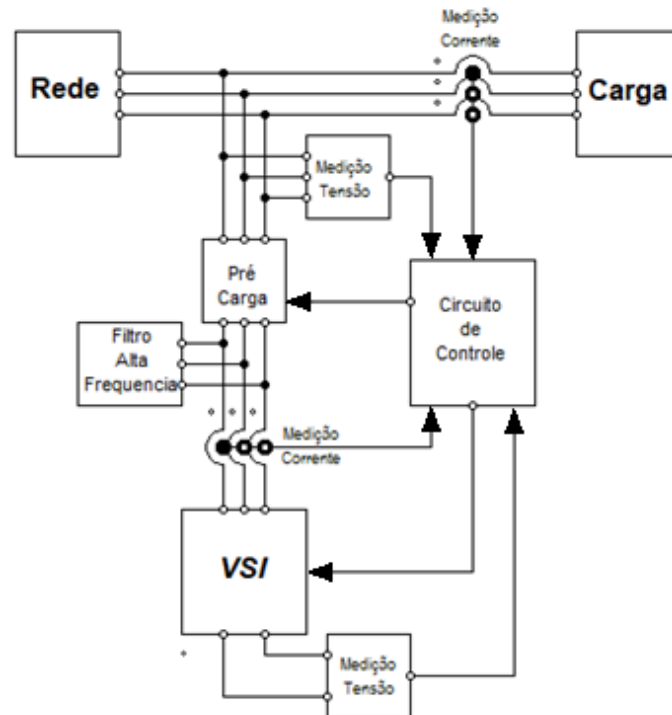 Medição
Corrente
Rede
Carga
Medição
Tensão
Pré
Carga
Circuito
de
Controle
Filtro
Alta
Frequencia
Medição
Corrente
VSI
Medição
Tensão